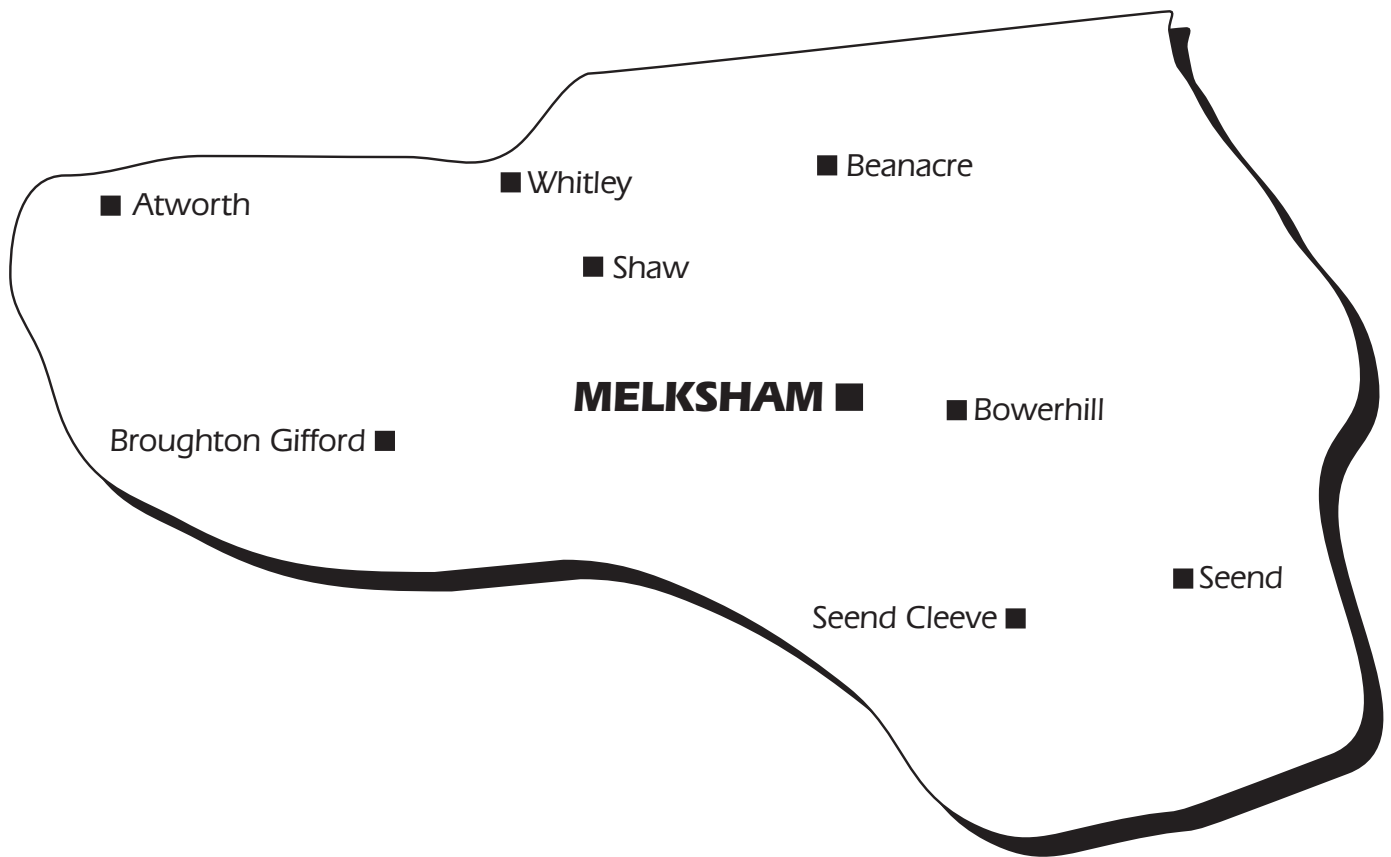 Beanacre
Whitley
Atworth
Shaw
MELKSHAM
Bowerhill
Broughton Gifford
Seend
Seend Cleeve